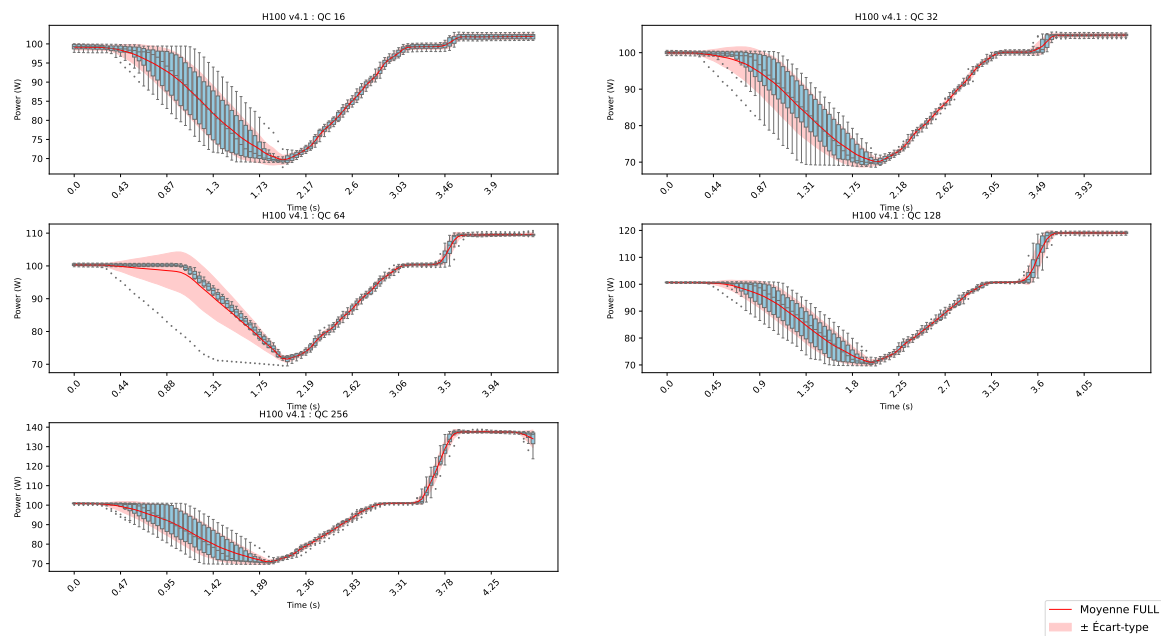 H100 v4.1 : QC 16
Power (W)
100
95
90
85
80
75
70
0.0 0.43 0.87 1.3 1.73 2.17 2.6 3.03 3.46 3.9
Time (s)
H100 v4.1 : QC 32
Power (W)
100
90
80
70
0.0 0.44 0.87 1.31 1.75 2.18 2.62 3.05 3.49 3.93
Time (s)
H100 v4.1 : QC 64
Power (W)
110
100
90
80
70
0.0 0.44 0.88 1.31 1.75 2.19 2.62 3.06 3.5 3.94
Time (s)
H100 v4.1 : QC 128
Power (W)
120
110
100
90
80
70
0.0 0.45 0.9 1.35 1.8 2.25 2.7 3.15 3.6 4.05
Time (s)
H100 v4.1 : QC 256
Power (W)
140
130
120
110
100
90
80
70
0.0 0.47 0.95 1.42 1.89 2.36 2.83 3.31 3.78 4.25
Time (s)
Moyenne FULL
± Écart-type